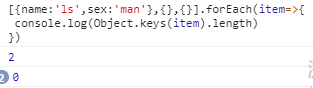 [{name:'ls',sex:'man'},{},{}].forEach(item=>{
console.log(Object.keys(item).length)
})
2
2 0